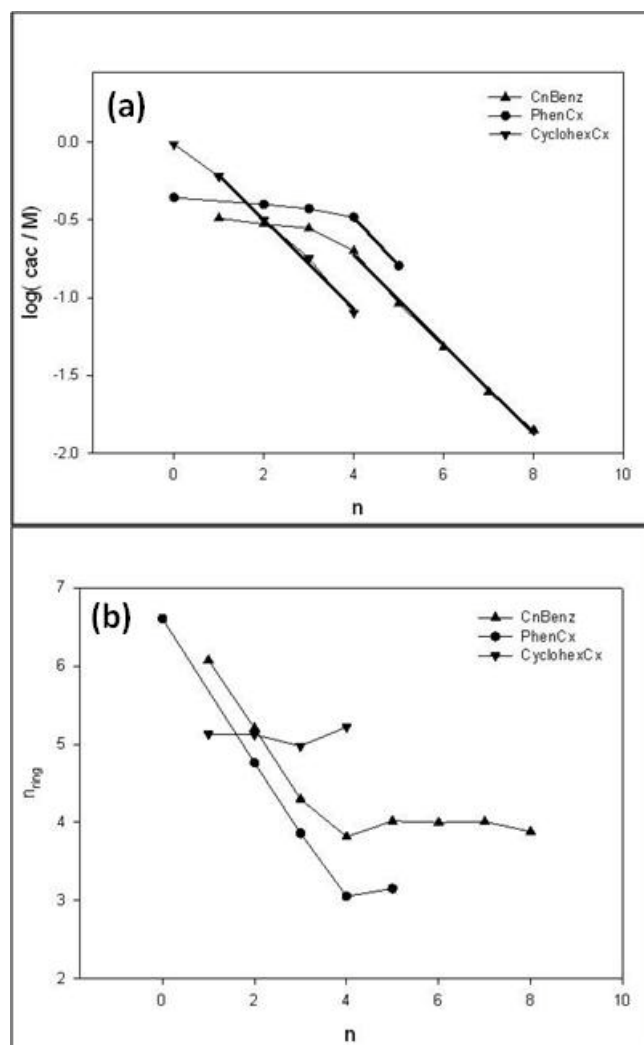 (a)
CnBenz
PhenCx
CyclohexCx
log( cac / M)
0.0
-0.5
-1.0
-1.5
-2.0
0 2 4 6 8 10
n
(b)
CnBenz
PhenCx
CyclohexCx
n_ring
7
6
5
4
3
2
0 2 4 6 8 10
n